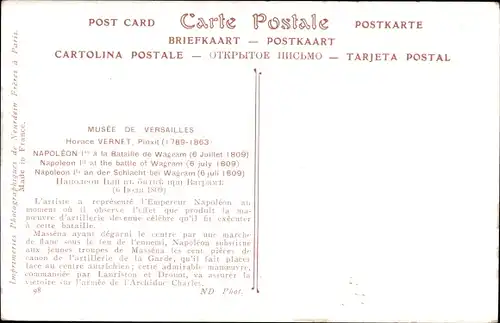 POST CARD Carte Postale POSTKARTE
BRIEFKAART — POSTKAART
CARTOLINA POSTALE — ОТКРЫТОЕ ПИСЬМО — TARJETA POSTAL
MUSÉE DE VERSAILLES
Horace VERNET, Pinxit (1789-1863)
NAPOLÉON Iᵉʳ à la Bataille de Wagram (6 Juillet 1809)
Napoleon Iˢᵗ at the battle of Wagram (6 july 1809)
Napoleon Iᵉ an der Schlacht bei Wagram (6 juli 1809)
(6 1809)
L'artiste a représenté l'Empereur Napoléon au
moment où il observe l'effet que produit la ma-
nœuvre d'artillerie devenue célèbre qu'il fit exécuter
à cette bataille.
Masséna ayant dégarni le centre par une marche
de flanc sous le feu de l'ennemi, Napoléon substitue
aux jeunes troupes de Masséna les cent pièces de
canon de l'artillerie de la Garde, qu'il fait placer
face au centre autrichien ; cette admirable manœuvre,
commandée par Lauriston et Drouot, va assurer la
victoire sur l'armée de l'Archiduc Charles.
98 ND Phot.
Imprimeries Photographiques de Neurdein Frères à Paris.
Made in France.